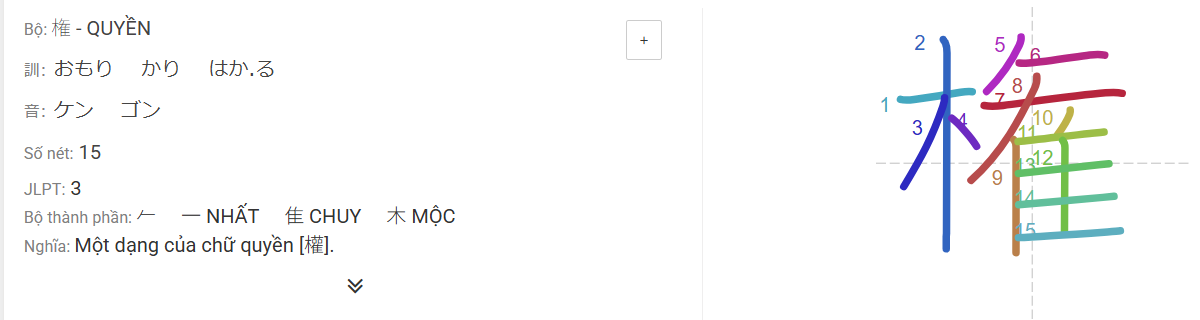 Bộ: 権 - QUYỀN
+
訓: おもり かり はか.る
音: ケン ゴン
Số nét: 15
JLPT: 3
Bộ thành phần: 𠂉 一 NHẤT 隹 CHUY 木 MỘC
Nghĩa: Một dạng của chữ quyền [權].
権
1
2
3
4
5
6
7
8
9
10
11
12
13
14
15